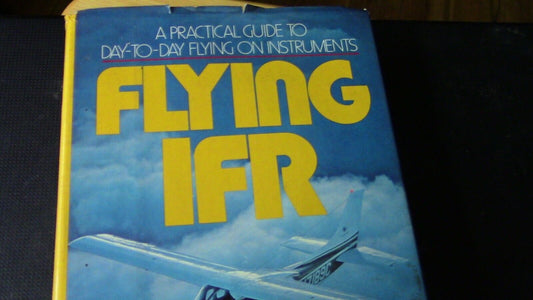 A PRACTICAL GUIDE TO
DAY-TO-DAY FLYING ON INSTRUMENTS
FLYING
IFR